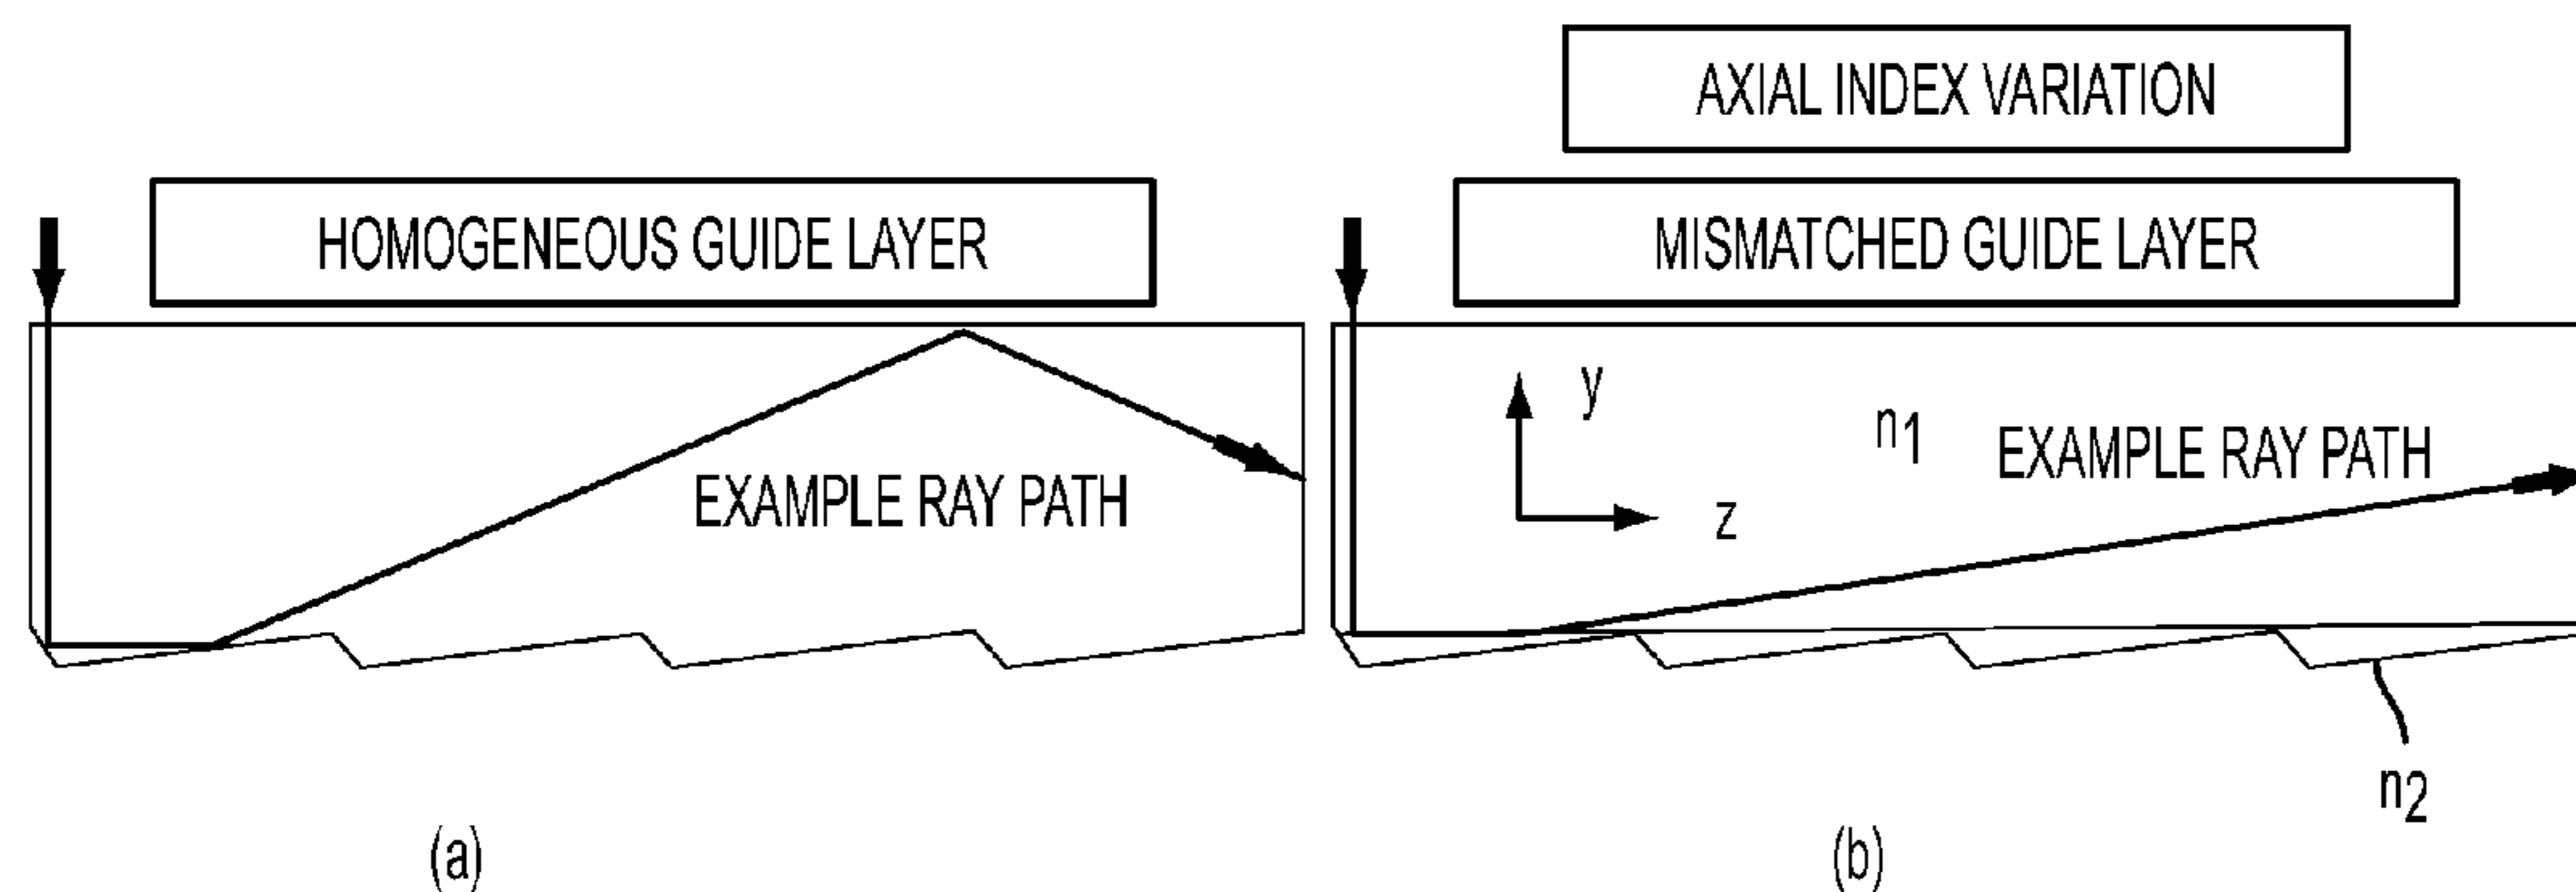 AXIAL INDEX VARIATION
HOMOGENEOUS GUIDE LAYER
MISMATCHED GUIDE LAYER
y
n1
EXAMPLE RAY PATH
EXAMPLE RAY PATH
z
n2
(a)
(b)